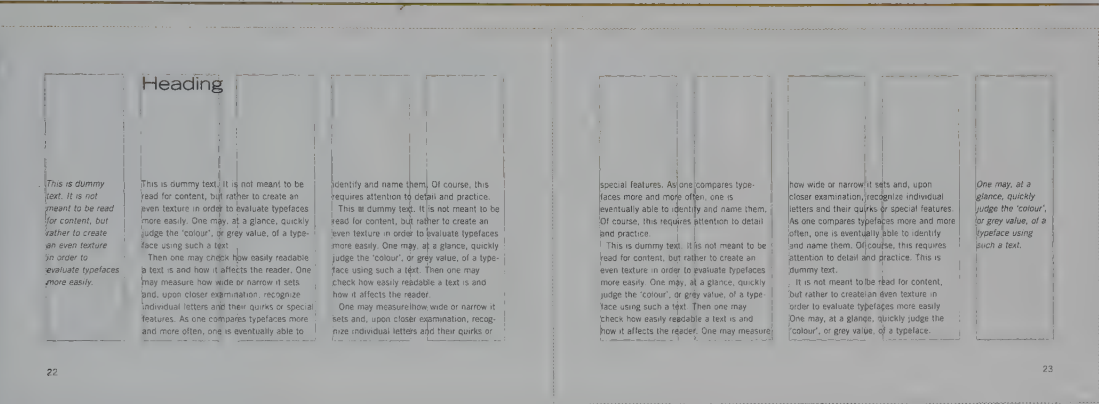 Heading
This is dummy
text. It is not
meant to be read
for content, but
rather to create
an even texture
in order to
evaluate typefaces
more easily.
This is dummy text. It is not meant to be
read for content, but rather to create an
even texture in order to evaluate typefaces
more easily. One may, at a glance, quickly
judge the 'colour', or grey value, of a type-
face using such a text
Then one may check how easily readable
a text is and how it affects the reader. One
may measure how wide or narrow it sets
and, upon closer examination, recognize
individual letters and their quirks or special
features. As one compares typefaces more
and more often, one is eventually able to
identify and name them. Of course, this
requires attention to detail and practice.
This is dummy text. It is not meant to be
read for content, but rather to create an
even texture in order to evaluate typefaces
more easily. One may, at a glance, quickly
judge the 'colour', or grey value, of a type-
face using such a text. Then one may
check how easily readable a text is and
how it affects the reader.
One may measure how wide or narrow it
sets and, upon closer examination, recog-
nize individual letters and their quirks or
22
special features. As one compares type-
faces more and more often, one is
eventually able to identify and name them.
Of course, this requires attention to detail
and practice.
This is dummy text. It is not meant to be
read for content, but rather to create an
even texture in order to evaluate typefaces
more easily. One may, at a glance, quickly
judge the 'colour', or grey value, of a type-
face using such a text Then one may
check how easily readable a text is and
how it affects the reader. One may measure
how wide or narrow it sets and, upon
closer examination, recognize individual
letters and their quirks or special features.
As one compares typefaces more and more
often, one is eventually able to identify
and name them. Of course, this requires
attention to detail and practice. This is
dummy text.
It is not meant to be read for content,
but rather to create an even texture in
order to evaluate typefaces more easily
One may, at a glance, quickly judge the
'colour', or grey value, of a typeface.
One may, at a
glance, quickly
judge the 'colour',
or grey value, of a
typeface using
such a text.
23